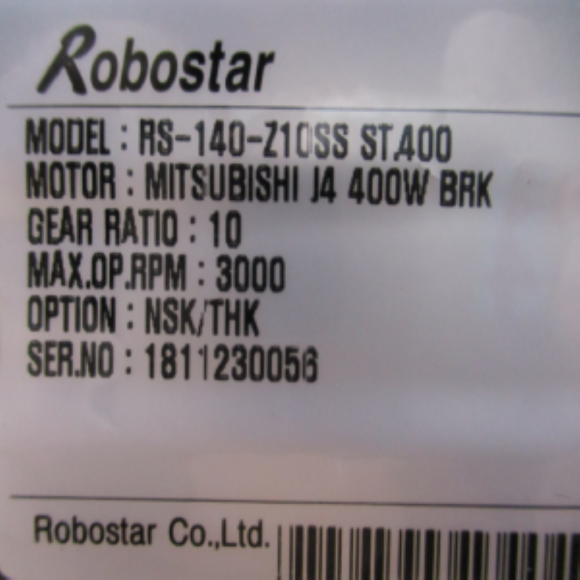 Robostar
MODEL : RS-140-Z10SS ST.400
MOTOR : MITSUBISHI J4 400W BRK
GEAR RATIO : 10
MAX.OP.RPM : 3000
OPTION : NSK/THK
SER.NO : 1811230056
Robostar Co.,Ltd.